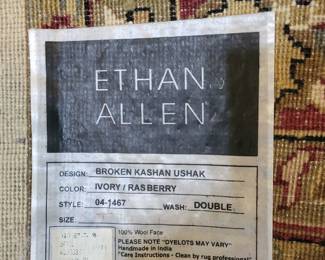 ETHAN
ALLEN
DESIGN: BROKEN KASHAN USHAK
COLOR: IVORY / RASBERRY
STYLE: 04-1467 WASH: DOUBLE
SIZE
100% Wool Face
PLEASE NOTE "DYELOTS MAY VARY"
Handmade in India
"Care Instructions - Clean by rug professional"